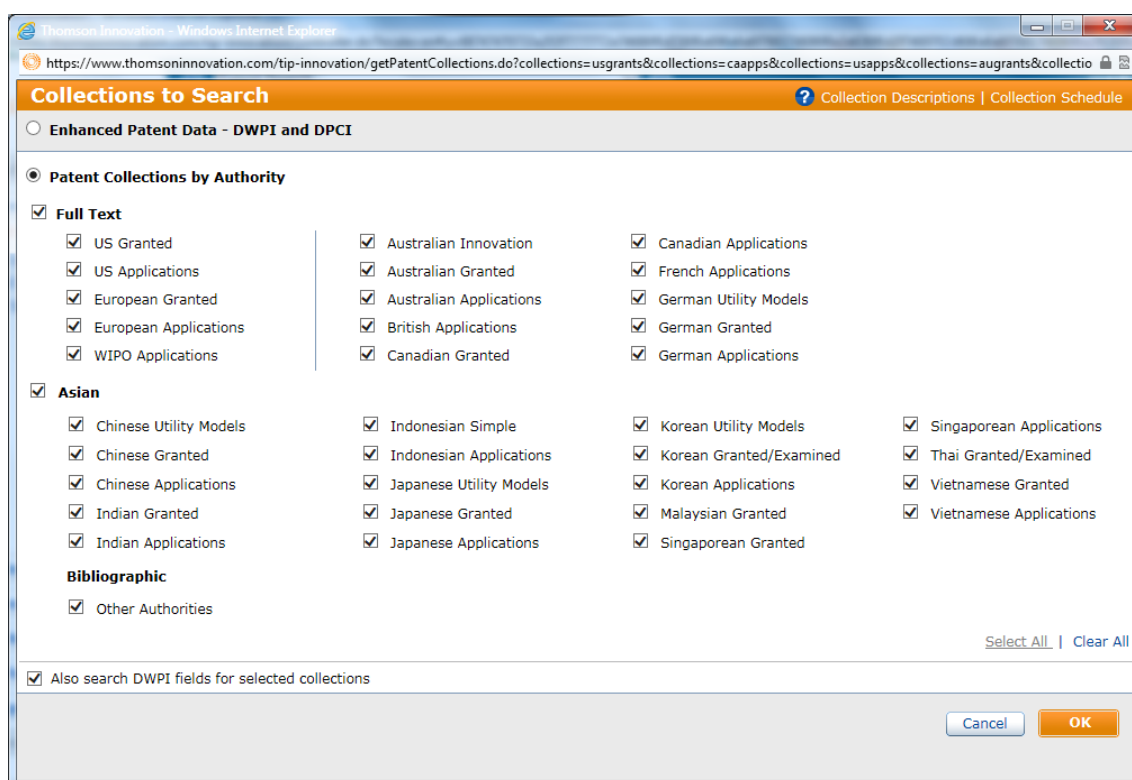 Thomson Innovation - Windows Internet Explorer
https://www.thomsoninnovation.com/tip-innovation/getPatentCollections.do?collections=usgrants&collections=caapps&collections=usapps&collections=augrants&collectio
Collections to Search
? Collection Descriptions | Collection Schedule
Enhanced Patent Data - DWPI and DPCI
Patent Collections by Authority
Full Text
US Granted Australian Innovation Canadian Applications
US Applications Australian Granted French Applications
European Granted Australian Applications German Utility Models
European Applications British Applications German Granted
WIPO Applications Canadian Granted German Applications
Asian
Chinese Utility Models Indonesian Simple Korean Utility Models Singaporean Applications
Chinese Granted Indonesian Applications Korean Granted/Examined Thai Granted/Examined
Chinese Applications Japanese Utility Models Korean Applications Vietnamese Granted
Indian Granted Japanese Granted Malaysian Granted Vietnamese Applications
Indian Applications Japanese Applications Singaporean Granted
Bibliographic
Other Authorities
Select All | Clear All
Also search DWPI fields for selected collections
Cancel OK